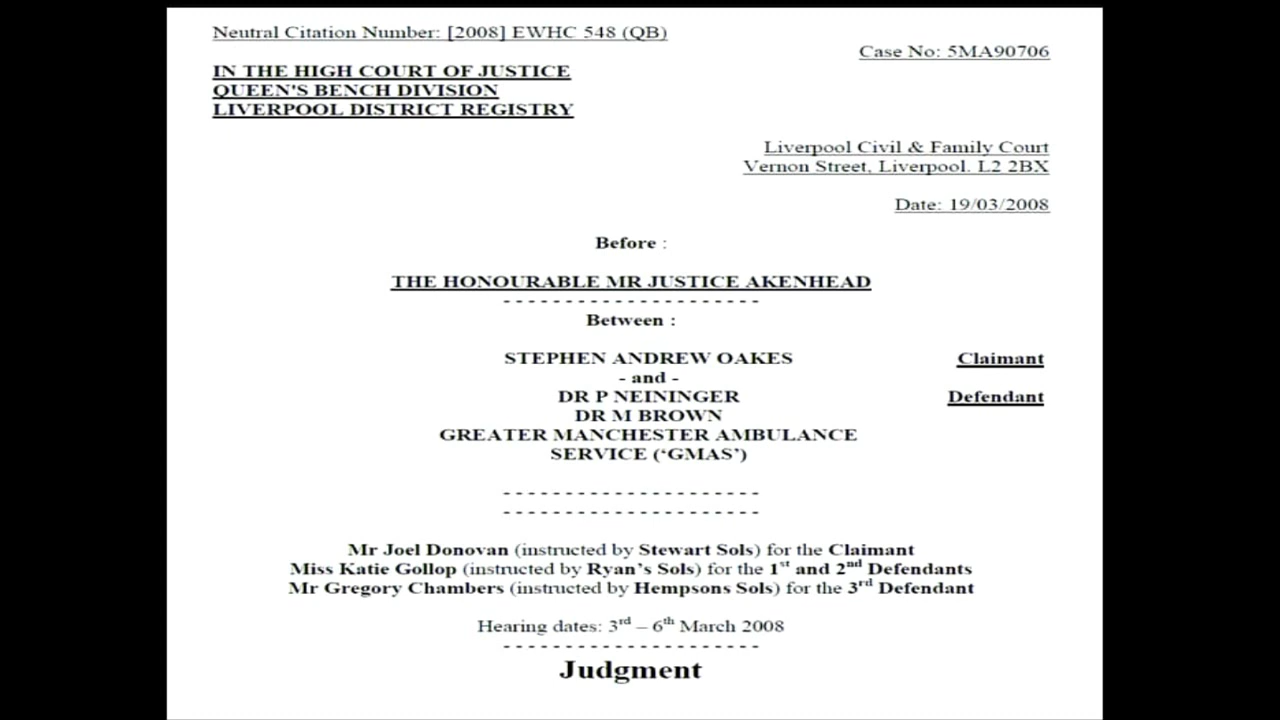 Neutral Citation Number: [2008] EWHC 548 (QB)
Case No: 5MA90706
IN THE HIGH COURT OF JUSTICE
QUEEN'S BENCH DIVISION
LIVERPOOL DISTRICT REGISTRY
Liverpool Civil & Family Court
Vernon Street, Liverpool. L2 2BX
Date: 19/03/2008
Before :
THE HONOURABLE MR JUSTICE AKENHEAD
- - - - - - - - - - - - - - - - - - - - -
Between :
STEPHEN ANDREW OAKES Claimant
- and -
DR P NEININGER Defendant
DR M BROWN
GREATER MANCHESTER AMBULANCE
SERVICE (‘GMAS’)
- - - - - - - - - - - - - - - - - - - - -
- - - - - - - - - - - - - - - - - - - - -
Mr Joel Donovan (instructed by Stewart Sols) for the Claimant
Miss Katie Gollop (instructed by Ryan’s Sols) for the 1st and 2nd Defendants
Mr Gregory Chambers (instructed by Hempsons Sols) for the 3rd Defendant
Hearing dates: 3rd – 6th March 2008
- - - - - - - - - - - - - - - - - - - - -
Judgment